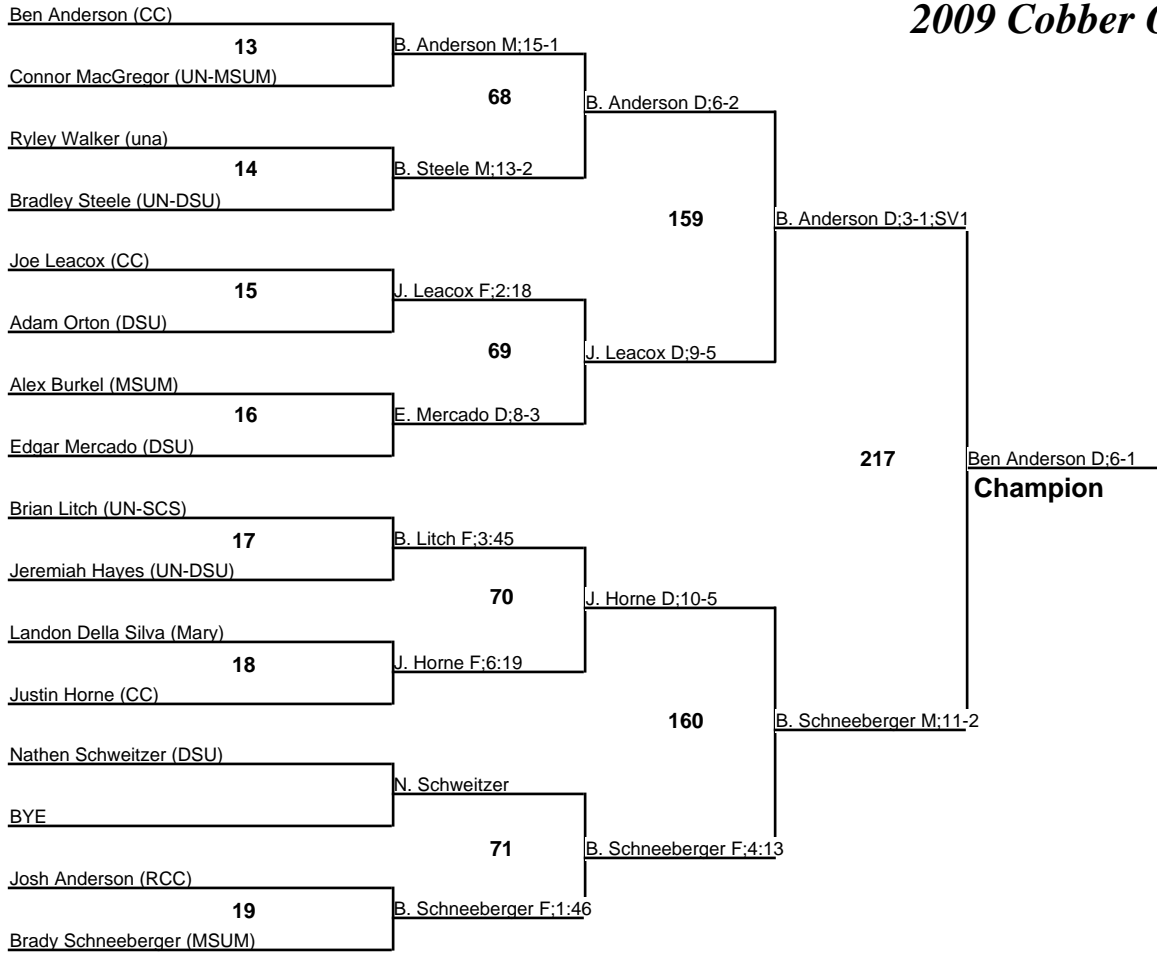 2009 Cobber
Ben Anderson (CC)
13
B. Anderson M;15-1
Connor MacGregor (UN-MSUM)
68
B. Anderson D;6-2
Ryley Walker (una)
14
B. Steele M;13-2
Bradley Steele (UN-DSU)
159
B. Anderson D;3-1;SV1
Joe Leacox (CC)
15
J. Leacox F;2:18
Adam Orton (DSU)
69
J. Leacox D;9-5
Alex Burkel (MSUM)
16
E. Mercado D;8-3
Edgar Mercado (DSU)
217
Ben Anderson D;6-1
Champion
Brian Litch (UN-SCS)
17
B. Litch F;3:45
Jeremiah Hayes (UN-DSU)
70
J. Horne D;10-5
Landon Della Silva (Mary)
18
J. Horne F;6:19
Justin Horne (CC)
160
B. Schneeberger M;11-2
Nathen Schweitzer (DSU)
N. Schweitzer
BYE
71
B. Schneeberger F;4:13
Josh Anderson (RCC)
19
B. Schneeberger F;1:46
Brady Schneeberger (MSUM)